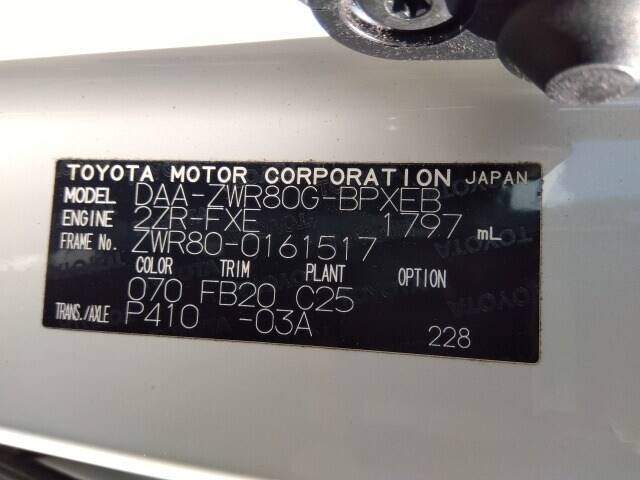 TOYOTA MOTOR CORPORATION JAPAN
MODEL DAA-ZWR80G-BPXEB
ENGINE 2ZR-FXE 1797 mL
FRAME No. ZWR80-0161517
COLOR TRIM PLANT OPTION
070 FB20 C25
TRANS./AXLE P410 -03A
228